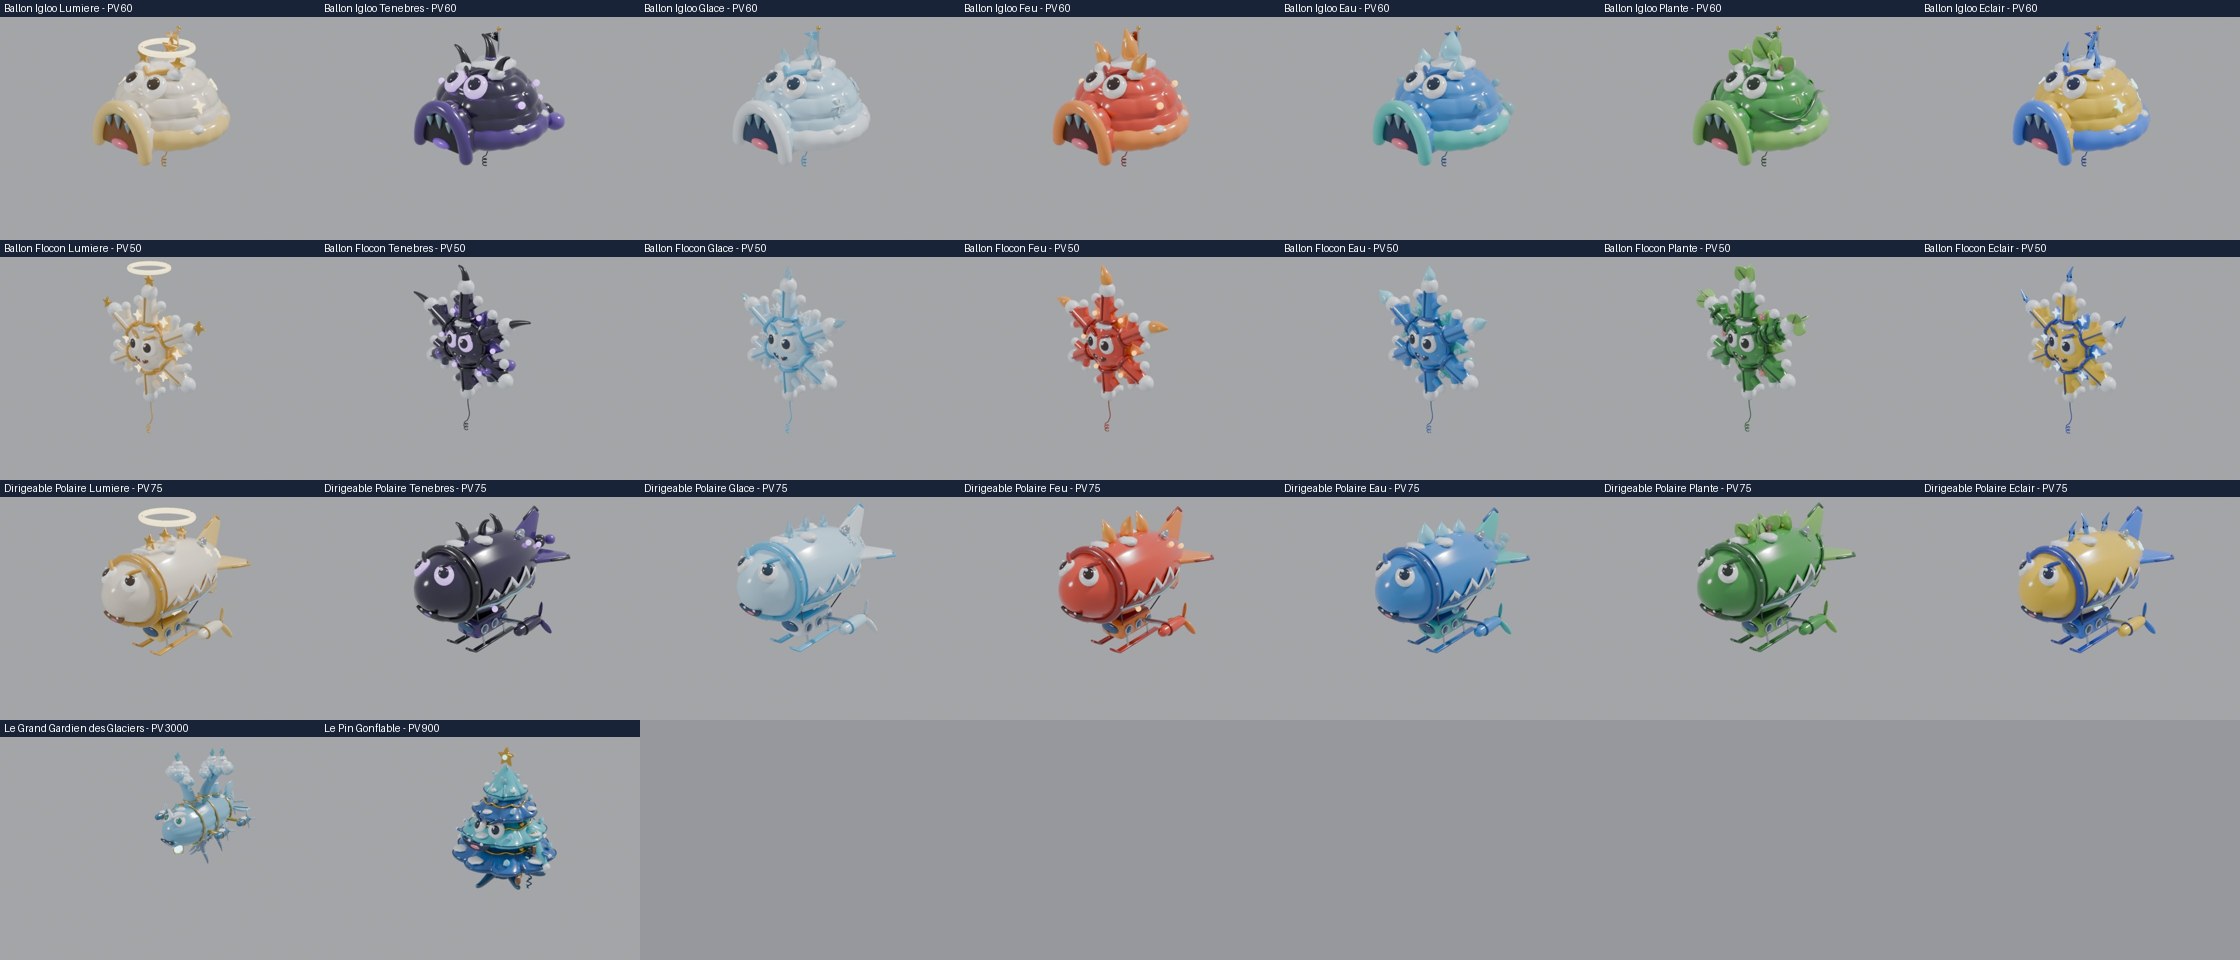 Ballon Igloo Lumiere - PV60
Ballon Igloo Tenebres - PV60
Ballon Igloo Glace - PV60
Ballon Igloo Feu - PV60
Ballon Igloo Eau - PV60
Ballon Igloo Plante - PV60
Ballon Igloo Eclair - PV60
Ballon Flocon Lumiere - PV50
Ballon Flocon Tenebres - PV50
Ballon Flocon Glace - PV50
Ballon Flocon Feu - PV50
Ballon Flocon Eau - PV50
Ballon Flocon Plante - PV50
Ballon Flocon Eclair - PV50
Dirigeable Polaire Lumiere - PV75
Dirigeable Polaire Tenebres - PV75
Dirigeable Polaire Glace - PV75
Dirigeable Polaire Feu - PV75
Dirigeable Polaire Eau - PV75
Dirigeable Polaire Plante - PV75
Dirigeable Polaire Eclair - PV75
Le Grand Gardien des Glaciers - PV3000
Le Pin Gonflable - PV900